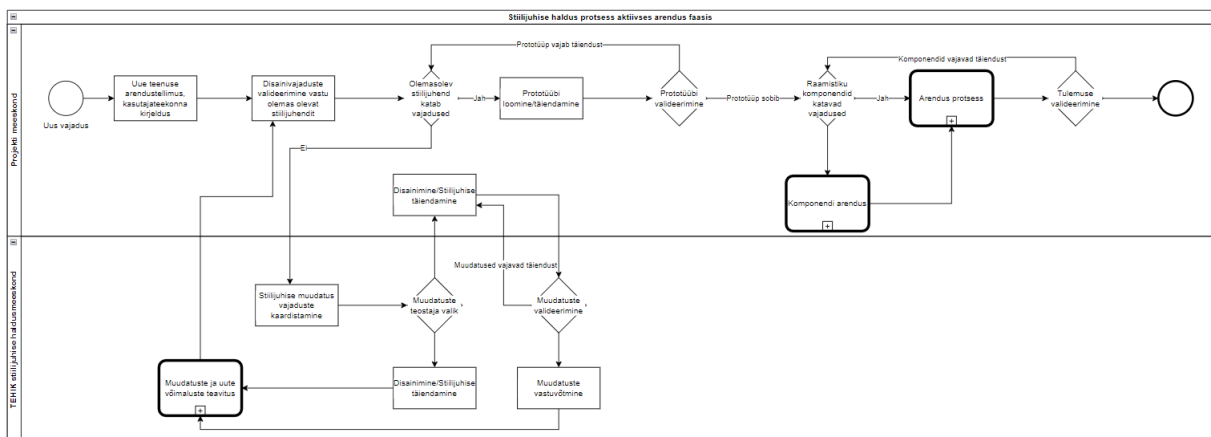 Stiilijuhise haldus protsess aktiivses arendus faasis
Projekti meeskond
Uus vajadus
Uue teenuse
arendustellimus,
kasutajateekonna
kirjeldus
Disainivajaduste
valideerimine vastu
olemas olevat
stiilijuhendit
Olemasolev
stiilijuhend
katab
vajadused
Jah
Ei
Prototüübi
loomine/täiendamine
Prototüüp vajab täiendust
Prototüübi
valideerimine
Prototüüp sobib
Raamistiku
komponendid
katavad
vajadused
Jah
Komponendid vajavad täiendust
Arendus protsess
Tulemuse
valideerimine
Komponendi arendus
Disainimine/Stiilijuhise
täiendamine
TEHIK stiilijuhise haldusmeeskond
Muudatused vajavad täiendust
Stiilijuhise muudatus
vajaduste
kaardistamine
Muudatuste
teostaja valik
Muudatuste
valideerimine
Muudatuste ja uute
võimaluste teavitus
Disainimine/Stiilijuhise
täiendamine
Muudatuste
vastuvõtmine